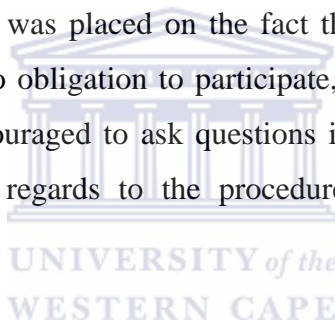 was placed on the fact th
o obligation to participate,
ouraged to ask questions i
regards to the procedure
UNIVERSITY of the
WESTERN CAPE